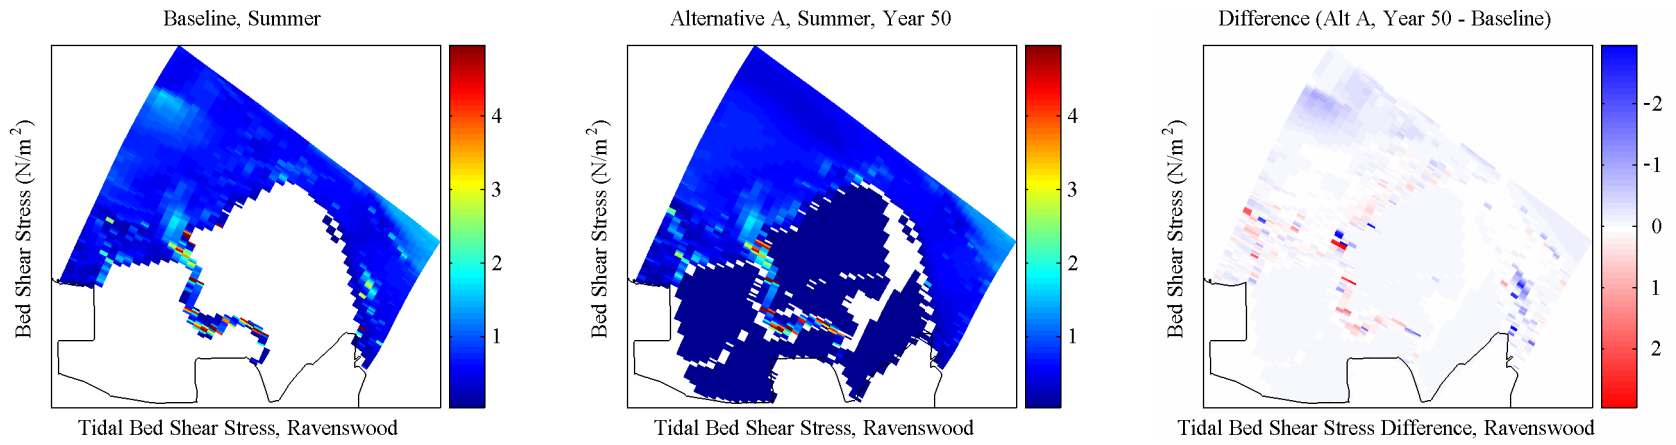 Baseline, Summer
Bed Shear Stress (N/m²)
4
3
2
1
Tidal Bed Shear Stress, Ravenswood
Alternative A, Summer, Year 50
Bed Shear Stress (N/m²)
4
3
2
1
Tidal Bed Shear Stress, Ravenswood
Difference (Alt A, Year 50 - Baseline)
Bed Shear Stress (N/m²)
-2
-1
0
1
2
Tidal Bed Shear Stress Difference, Ravenswood